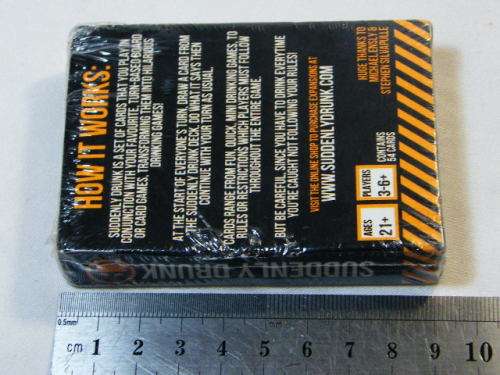 HOW IT WORKS:
SUDDENLY DRUNK IS A SET OF CARDS THAT YOU PLAY IN
CONJUNCTION WITH YOUR FAVOURITE, TURN-BASED BOARD
OR CARD GAMES, TRANSFORMING THEM INTO HILARIOUS
DRINKING GAMES!
AT THE START OF EVERYONE'S TURN, DRAW A CARD FROM
THE SUDDENLY DRUNK DECK, DO WHAT IT SAYS THEN
CONTINUE WITH YOUR TURN AS USUAL.
CARDS RANGE FROM FUN, QUICK, MINI DRINKING GAMES, TO
RULES OR RESTRICTIONS WHICH PLAYERS MUST FOLLOW
THROUGHOUT THE ENTIRE GAME.
BUT BE CAREFUL, SINCE YOU HAVE TO DRINK EVERYTIME
YOU'RE CAUGHT NOT FOLLOWING YOUR RULES!
VISIT THE ONLINE SHOP TO PURCHASE EXPANSIONS AT
WWW.SUDDENLYDRUNK.COM
AGES
21+
PLAYERS
3-6+
CONTAINS
54 CARDS
HUGE THANKS TO
MICHAEL ENSLY &
STEPHEN SILVAPULLE
SUDDENLY DRUNK
0.5mm
cm 1 2 3 4 5 6 7 8 9 10